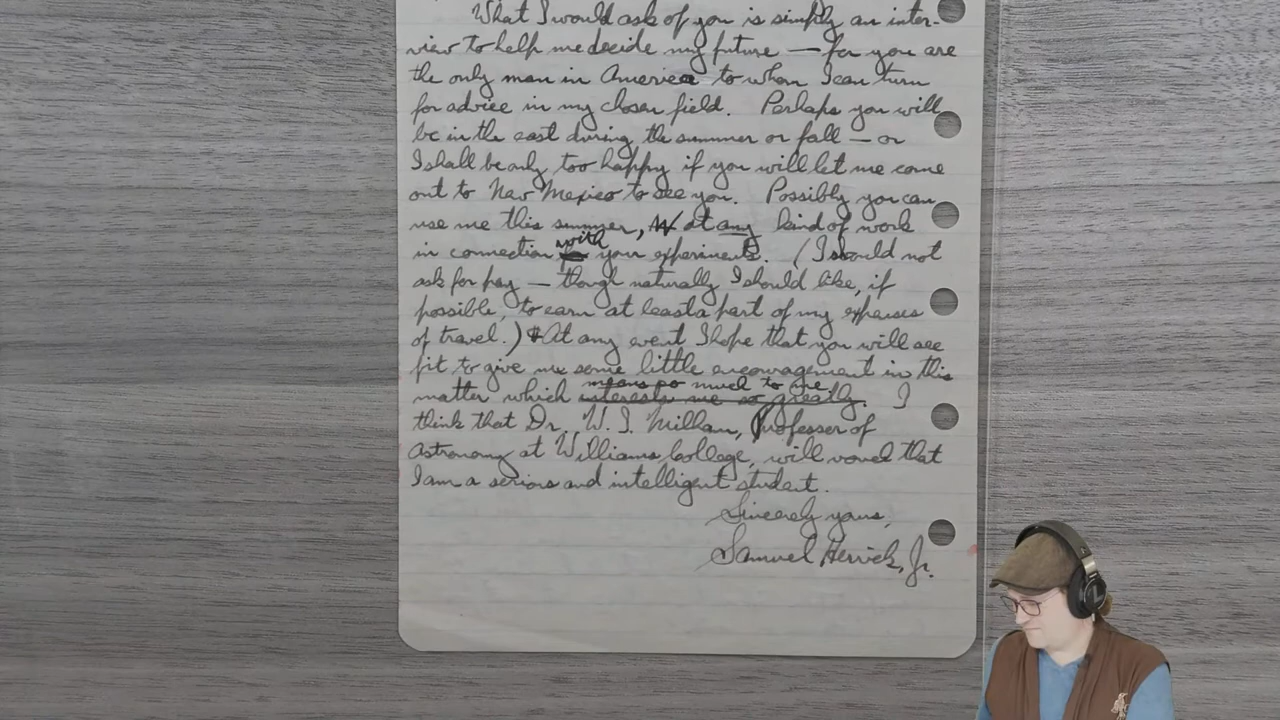 What I would ask of you is simply an inter-
view to help me decide my future — for you are
the only man in America to whom I can turn
for advice in my chosen field. Perhaps you will
be in the east during the summer or fall — or
I shall be only too happy if you will let me come
out to New Mexico to see you. Possibly you can
use me this summer, at any kind of work
with
in connection your experiments. (I should not
ask for pay — though naturally I should like, if
possible, to earn at least a part of my expenses
of travel.) At any event I hope that you will see
fit to give me some little encouragement in this
means so much to me
matter which interests me so greatly. I
think that Dr. W. I. Milham, Professor of
Astronomy at Williams College, will vouch that
I am a serious and intelligent student.
Sincerely yours,
Samuel Herrick, Jr.